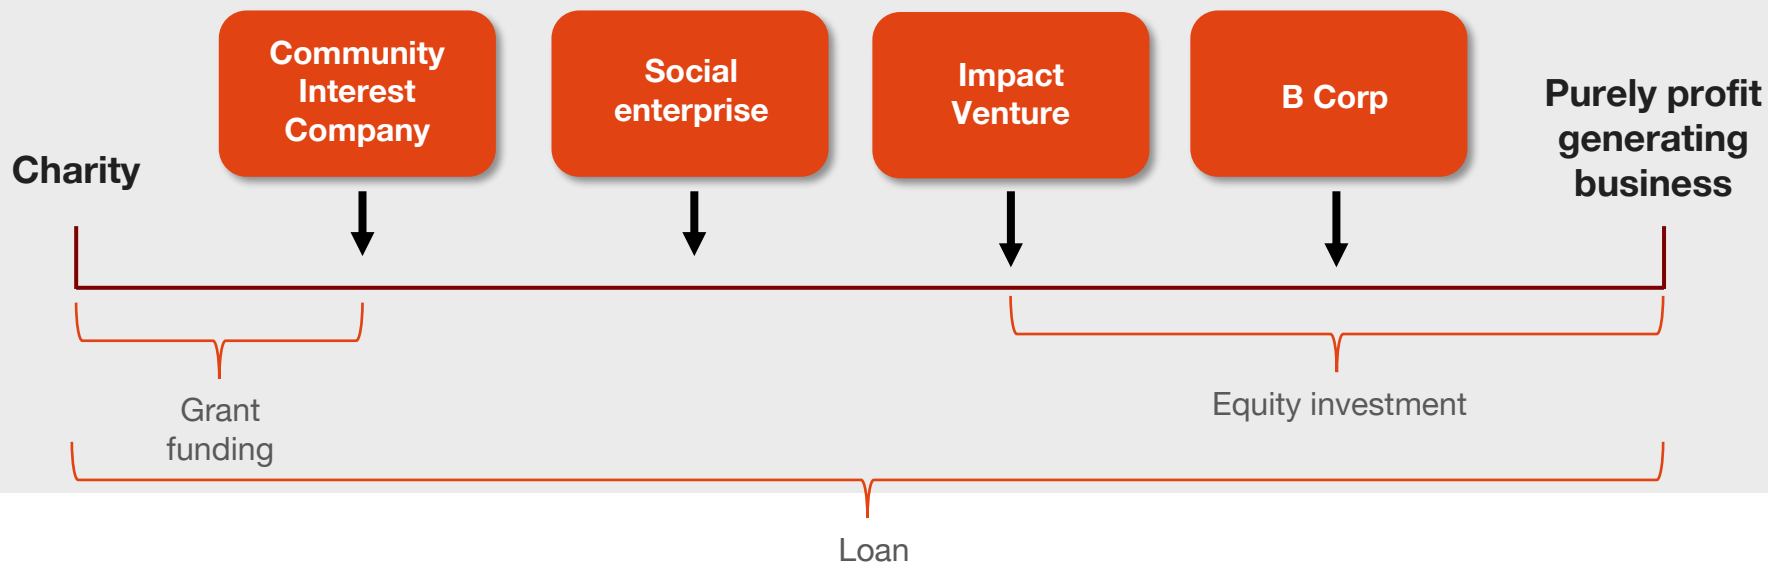 Charity
Community
Interest
Company
Social
enterprise
Impact
Venture
B Corp
Purely profit
generating
business
Grant
funding
Equity investment
Loan